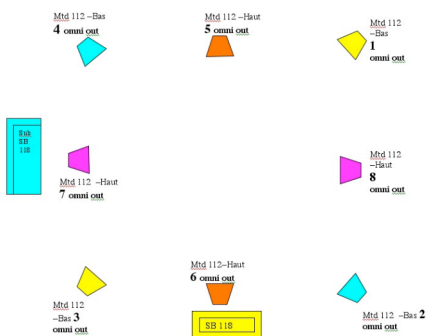 Mtd 112 –Bas
4 omni out
Mtd 112 –Haut
5 omni out
Mtd 112
–Bas
1
omni out
Suk
SB
118
Mtd 112 –Haut
7 omni out
Mtd 112
–Haut
8
omni out
Mtd 112–Haut
6 omni out
Mtd 112
–Bas 3
omni out
SB 118
Mtd 112 –Bas 2
omni out